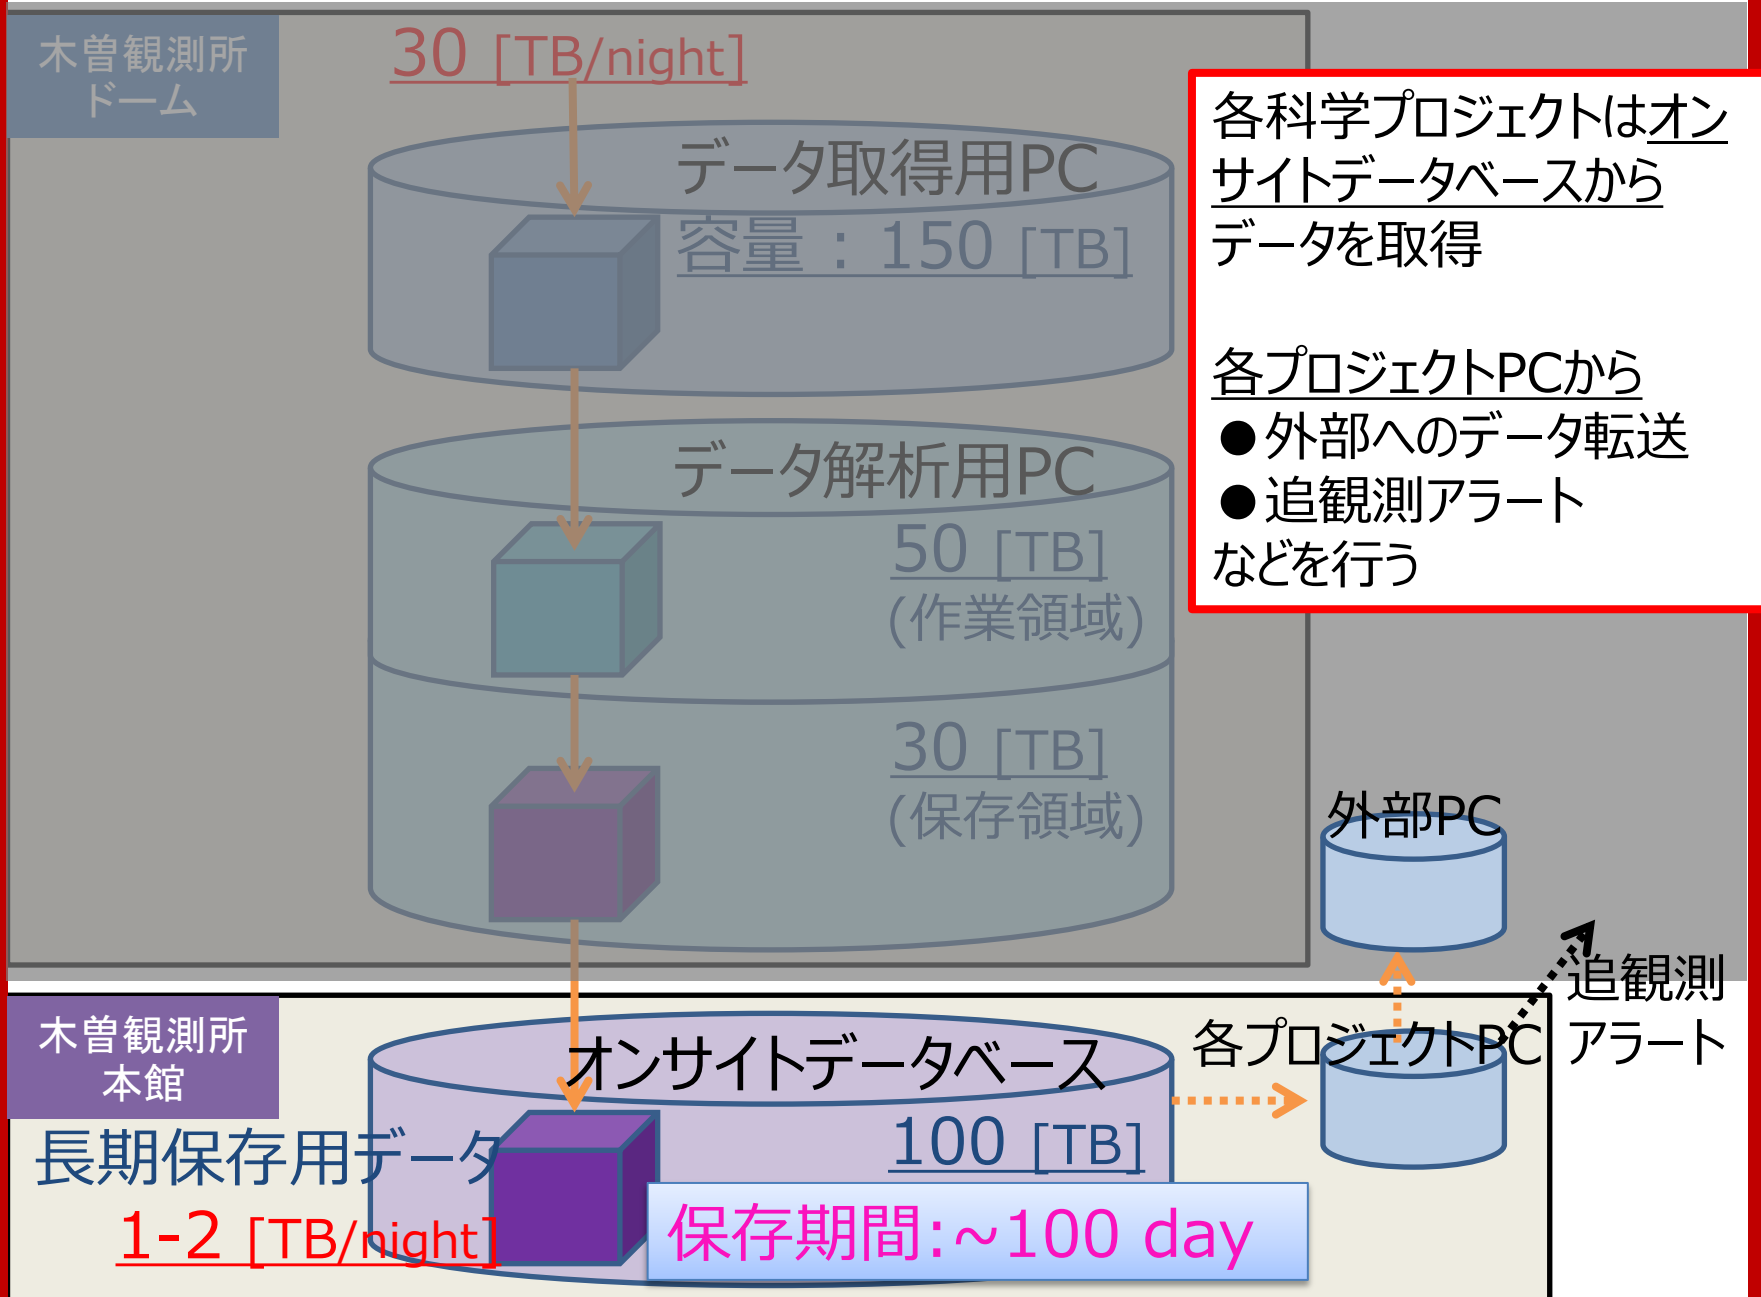 木曽観測所
ドーム
30 [TB/night]
データ取得用PC
容量：150 [TB]
データ解析用PC
50 [TB]
(作業領域)
30 [TB]
(保存領域)
各科学プロジェクトはオン
サイトデータベースから
データを取得
各プロジェクトPCから
●外部へのデータ転送
●追観測アラート
などを行う
外部PC
追観測
アラート
木曽観測所
本館
オンサイトデータベース
各プロジェクトPC
長期保存用データ
100 [TB]
1-2 [TB/night]
保存期間:~100 day